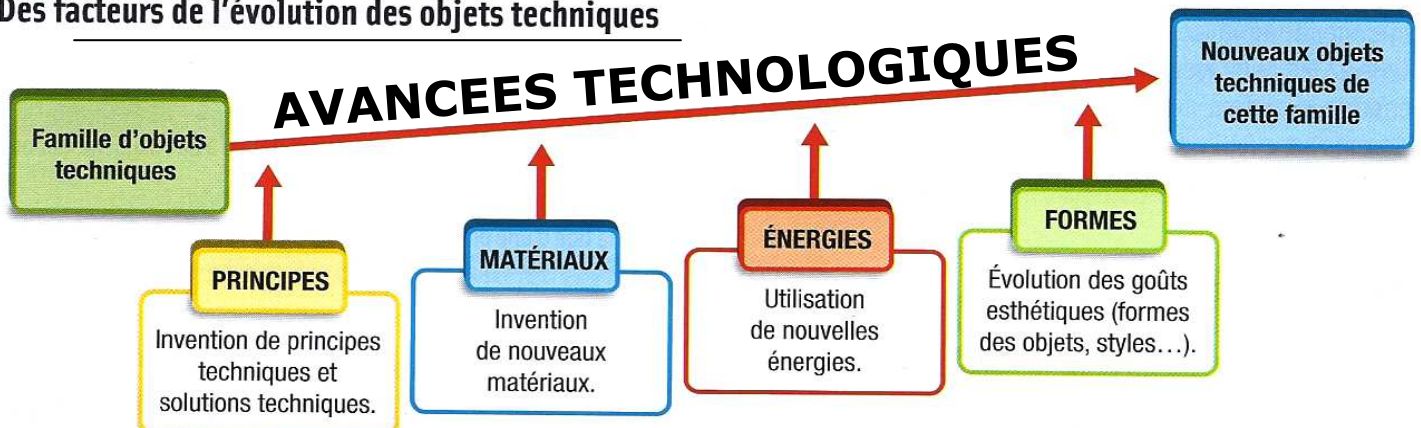 Des facteurs de l'évolution des objets techniques
AVANCEES TECHNOLOGIQUES
Famille d'objets
techniques
Nouveaux objets
techniques de
cette famille
PRINCIPES
Invention de principes
techniques et
solutions techniques.
MATÉRIAUX
Invention
de nouveaux
matériaux.
ÉNERGIES
Utilisation
de nouvelles
énergies.
FORMES
Évolution des goûts
esthétiques (formes
des objets, styles...).